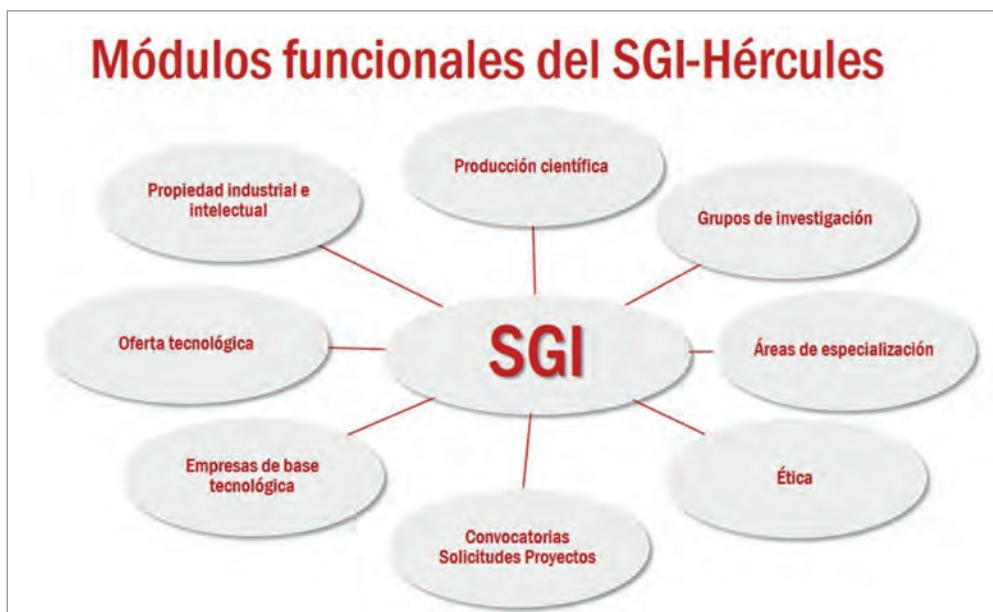 Módulos funcionales del SGI-Hércules
Producción científica
Propiedad industrial e
intelectual
Grupos de investigación
Oferta tecnológica
SGI
Áreas de especialización
Empresas de base
tecnológica
Ética
Convocatorias
Solicitudes Proyectos